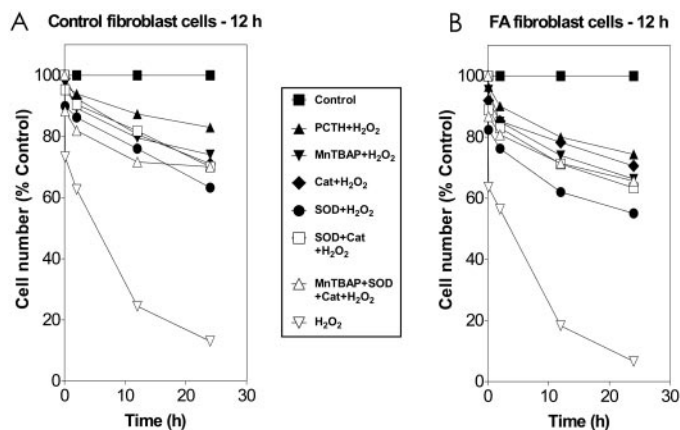 A
Control fibroblast cells - 12 h
Cell number (% Control)
100
80
60
40
20
0
0
10
20
30
Time (h)
Control
PCTH+H₂O₂
MnTBAP+H₂O₂
Cat+H₂O₂
SOD+H₂O₂
SOD+Cat
+H₂O₂
MnTBAP+SOD
+Cat+H₂O₂
H₂O₂
B
FA fibroblast cells - 12 h
Cell number (% Control)
100
80
60
40
20
0
0
10
20
30
Time (h)